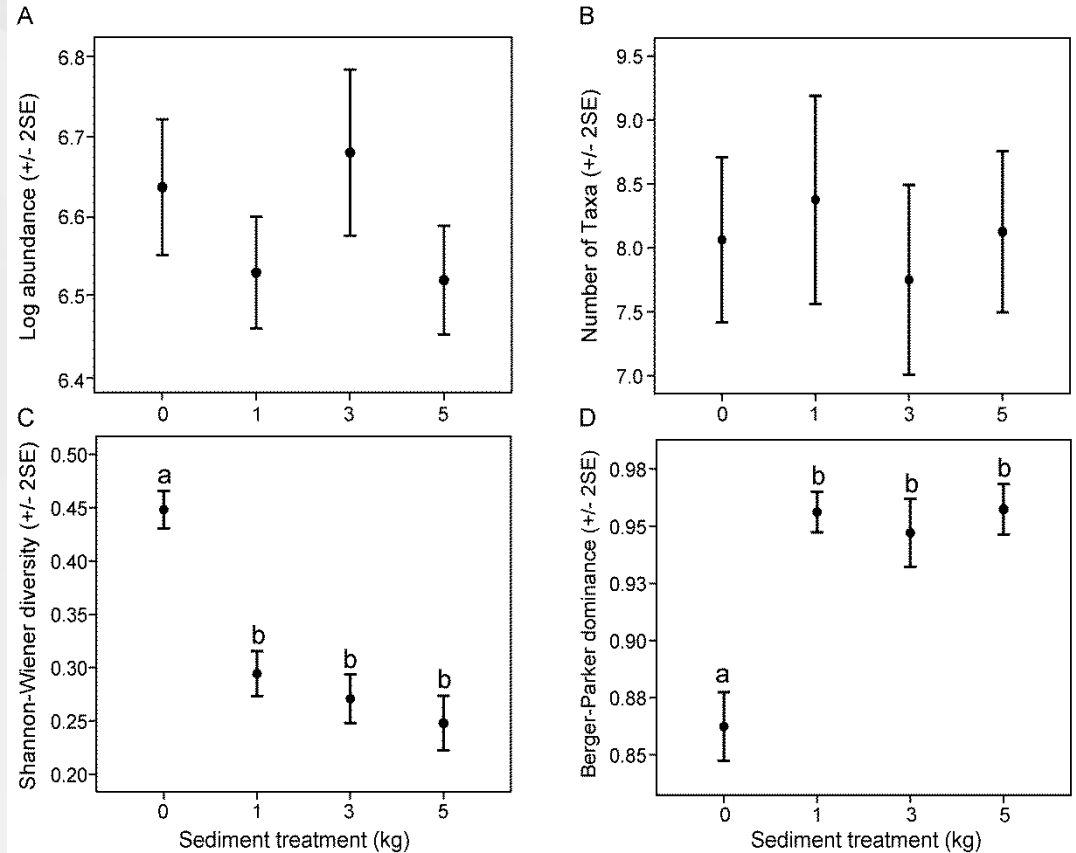 A
Log abundance (+/- 2SE)
6.8
6.7
6.6
6.5
6.4
0 1 3 5
B
Number of Taxa (+/- 2SE)
9.5
9.0
8.5
8.0
7.5
7.0
0 1 3 5
C
Shannon-Wiener diversity (+/- 2SE)
0.50
0.45
0.40
0.35
0.30
0.25
0.20
a
b
b
b
0 1 3 5
Sediment treatment (kg)
D
Berger-Parker dominance (+/- 2SE)
0.98
0.95
0.93
0.90
0.88
0.85
a
b
b
b
0 1 3 5
Sediment treatment (kg)